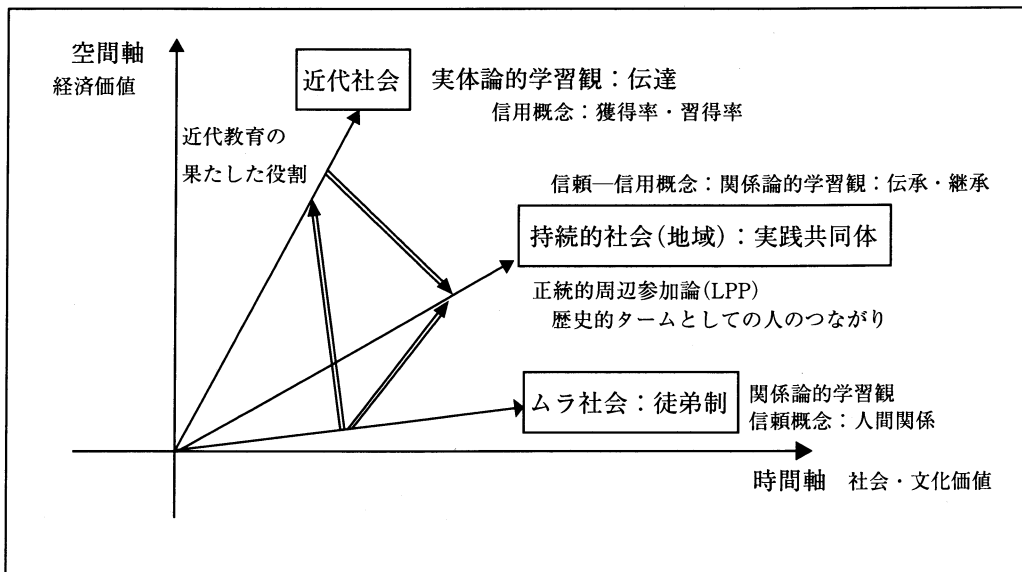 空間軸
経済価値
近代社会
実体論的学習観：伝達
信用概念：獲得率・習得率
近代教育の
果たした役割
信頼―信用概念：関係論的学習観：伝承・継承
持続的社会(地域)：実践共同体
正統的周辺参加論(LPP)
歴史的タームとしての人のつながり
ムラ社会：徒弟制
関係論的学習観
信頼概念：人間関係
時間軸 社会・文化価値